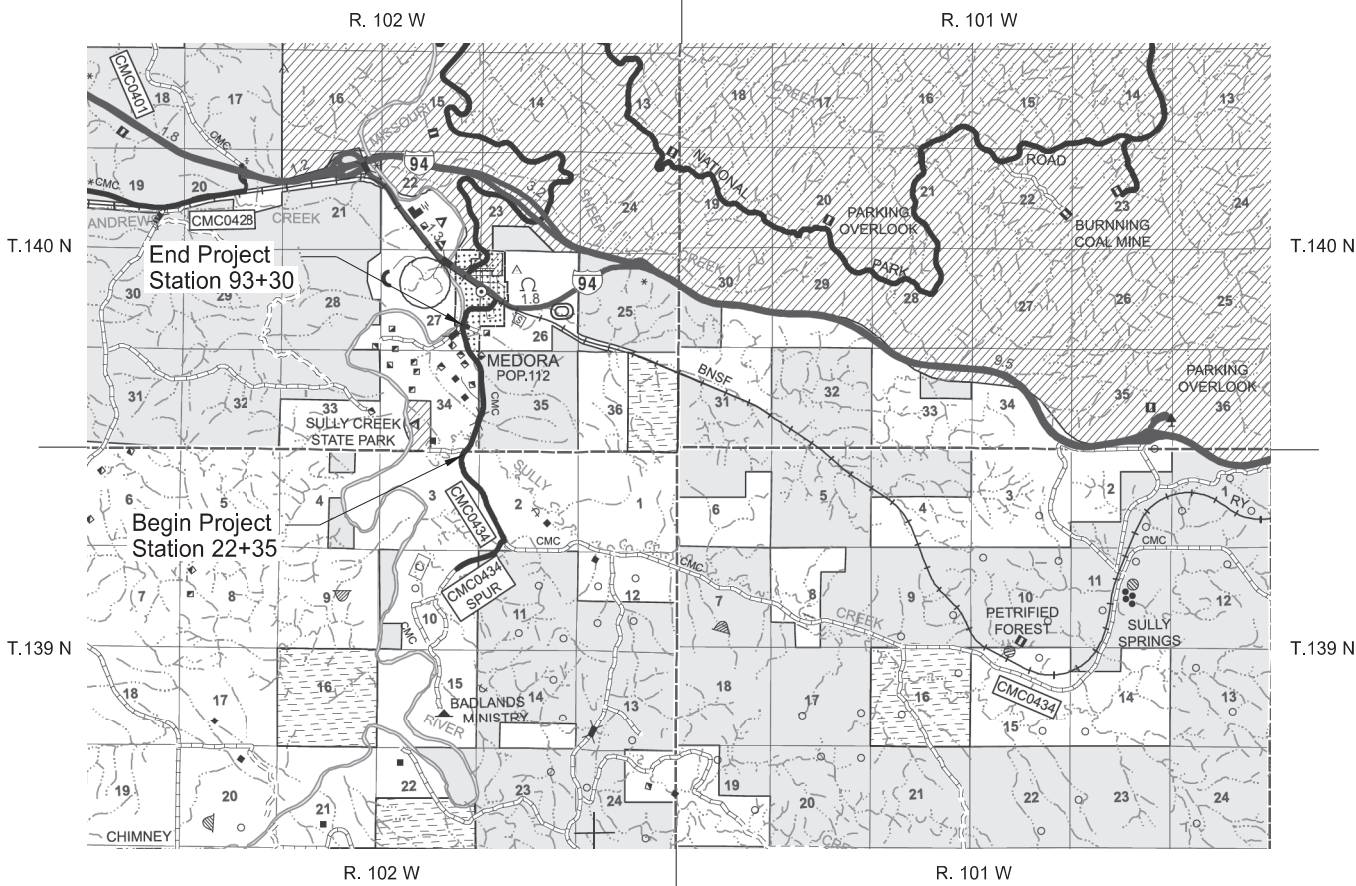 R. 102 W
R. 101 W
CMC0401
18
17
16
15
14
13
18
CREEK
17
16
15
14
13
1.8
CMC
MISSOURI
1.2
94
22
NATIONAL
ROAD
*CMC
19
20
21
23
3.2
SHEEP
24
19
20
21
22
23
24
ANDREWS
CMC0428
CREEK
PARKING
OVERLOOK
BURNNING
COAL MINE
1.3
T.140 N
T.140 N
End Project
Station 93+30
CREEK
PARK
94
30
29
28
27
26
25
30
29
28
27
26
25
1.8
MEDORA
POP.112
BNSF
9.5
PARKING
OVERLOOK
31
32
33
34
35
36
31
32
33
34
35
36
CMC
SULLY CREEK
STATE PARK
SULLY
6
5
4
3
2
1
6
5
4
3
2
1
RY
CMC0434
Begin Project
Station 22+35
CMC
CMC
CMC
CMC0434
SPUR
7
8
9
10
11
12
7
8
9
10
11
12
CREEK
PETRIFIED
FOREST
SULLY
SPRINGS
CMC
T.139 N
T.139 N
18
17
16
15
14
13
18
17
16
15
14
13
CMC0434
BADLANDS
MINISTRY
RIVER
19
20
21
22
23
24
19
20
21
22
23
24
CHIMNEY
R. 102 W
R. 101 W